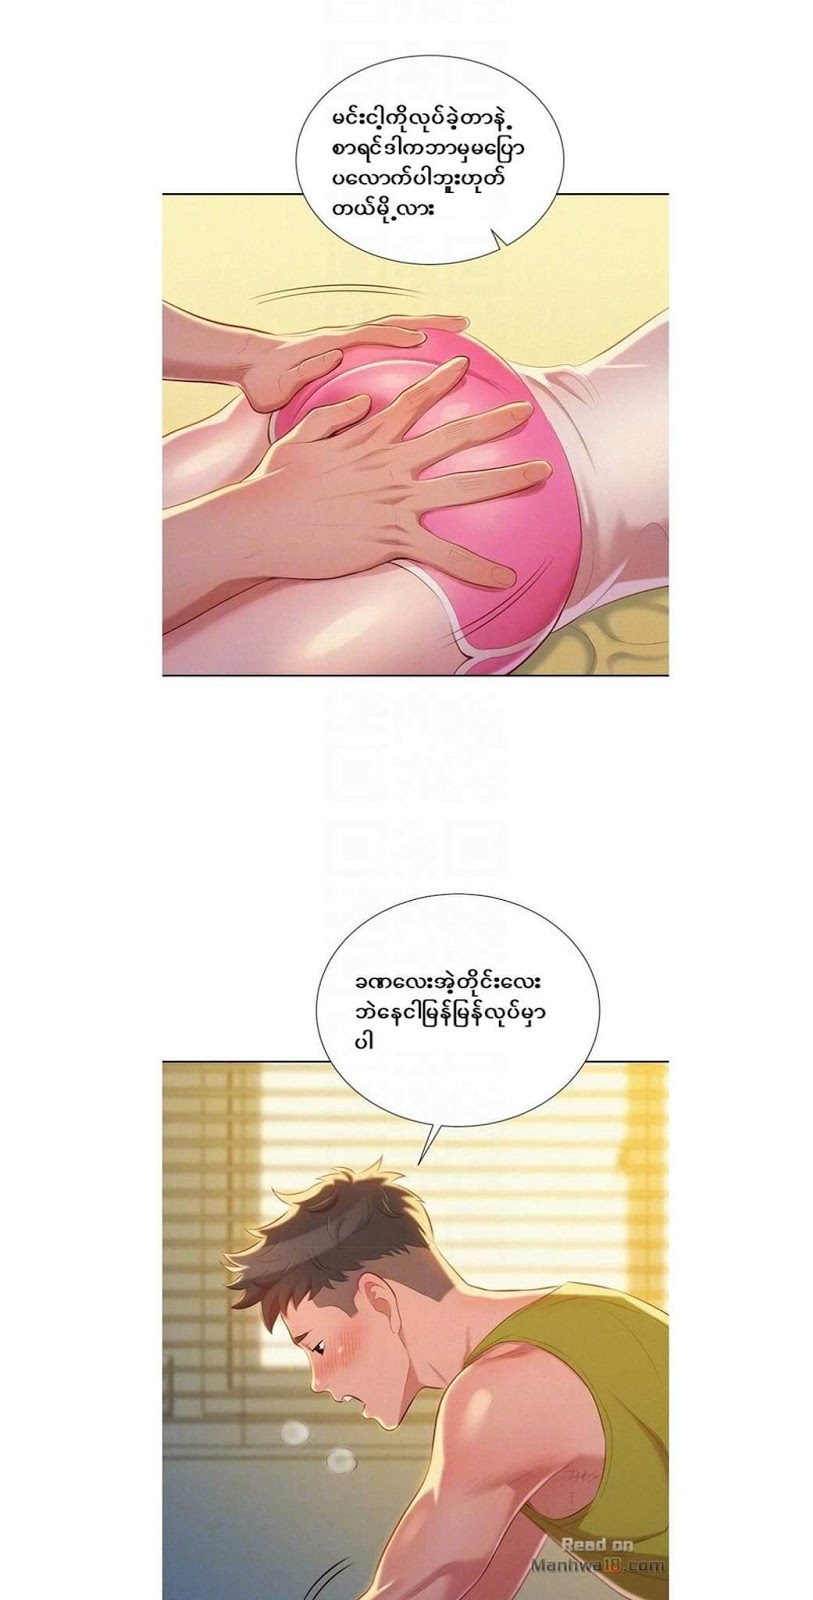 မင်းငါ့ကိုလုပ်ခဲ့တာနဲ့
စာရင်ဒါကဘာမှမပြော
ပလောက်ပါဘူးဟုတ်
တယ်မို့လား
ခဏလေးအဲ့တိုင်းလေး
ဘဲနေငါမြန်မြန်လုပ်မှာ
ပါ
Read on
Manhwa18.com